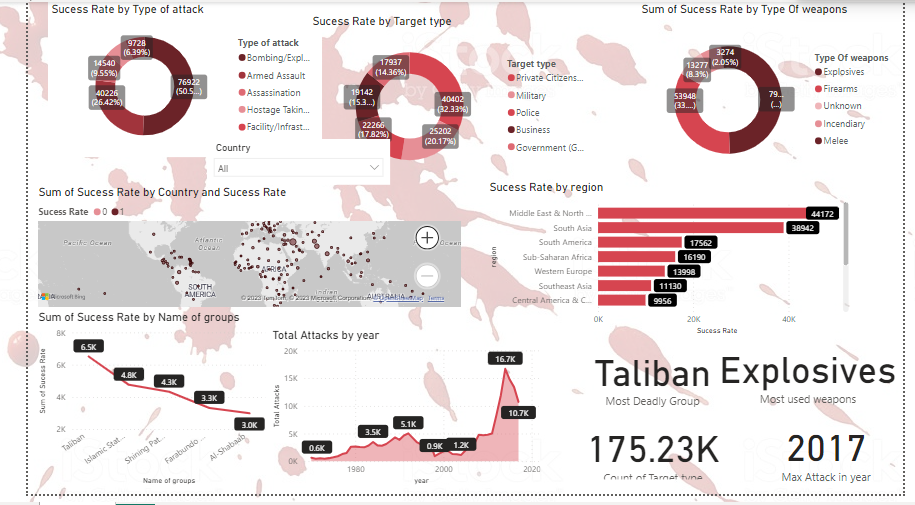 Sucess Rate by Type of attack
9728
(6.39%)
14540
(9.55%)
40226
(26.42%)
76922
(50.5...)
Type of attack
Bombing/Expl...
Armed Assault
Assassination
Hostage Takin...
Facility/Infrast...
Sucess Rate by Target type
17937
(14.36%)
19142
(15.3...)
22266
(17.82%)
40402
(32.33%)
25202
(20.17%)
Target type
Private Citizens...
Military
Police
Business
Government (G...
Sum of Sucess Rate by Type Of weapons
3274
(2.05%)
13277
(8.3%)
53948
(33....)
79...
(...)
Type Of weapons
Explosives
Firearms
Unknown
Incendiary
Melee
Country
All
Sum of Sucess Rate by Country and Sucess Rate
Sucess Rate 0 1
Pacific Ocean
Atlantic
Ocean
AFRICA
SOUTH
AMERICA
Indian
AUSTRALIA
Microsoft Bing
© 2023 TomTom, © 2023 Microsoft Corporation
Terms
Sucess Rate by region
region
Middle East & North ... 44172
South Asia 38942
South America 17562
Sub-Saharan Africa 16190
Western Europe 13998
Southeast Asia 11130
Central America & C... 9956
0K 20K 40K
Sucess Rate
Sum of Sucess Rate by Name of groups
Sum of Sucess Rate
8K
6K
4K
2K
6.5K
4.8K
4.3K
3.3K
3.0K
Taliban
Islamic Stat...
Shining Pat...
Farabundo ...
Al-Shabaab
Name of groups
Total Attacks by year
Total Attacks
20K
15K
10K
5K
0K
0.6K
3.5K
5.1K
0.9K
1.2K
16.7K
10.7K
1980 2000 2020
year
Taliban
Most Deadly Group
Explosives
Most used weapons
175.23K
Count of Target type
2017
Max Attack in year